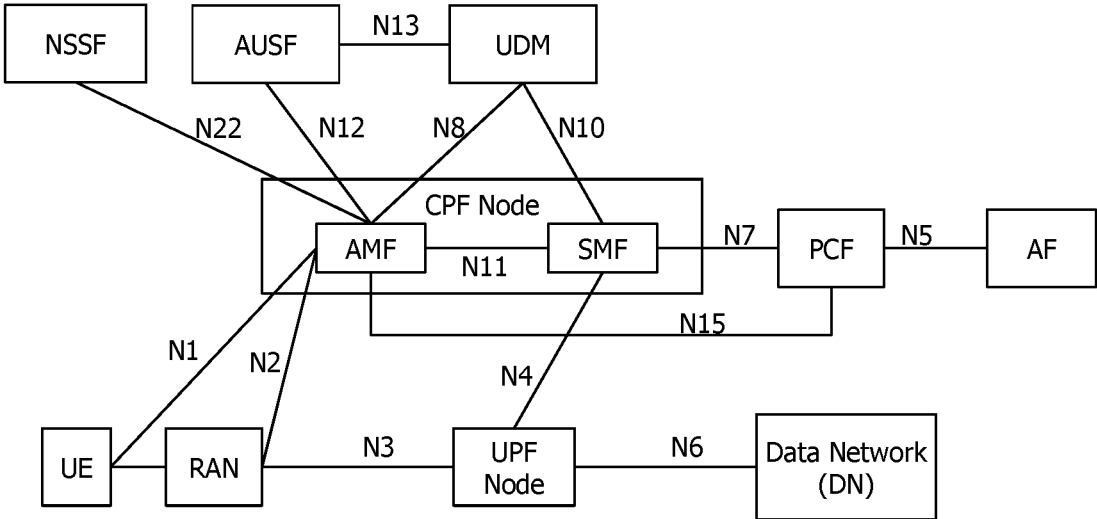 NSSF
AUSF
N13
UDM
N22
N12
N8
N10
CPF Node
AMF
N11
SMF
N7
PCF
N5
AF
N15
N1
N2
N4
UE
RAN
N3
UPF
Node
N6
Data Network
(DN)